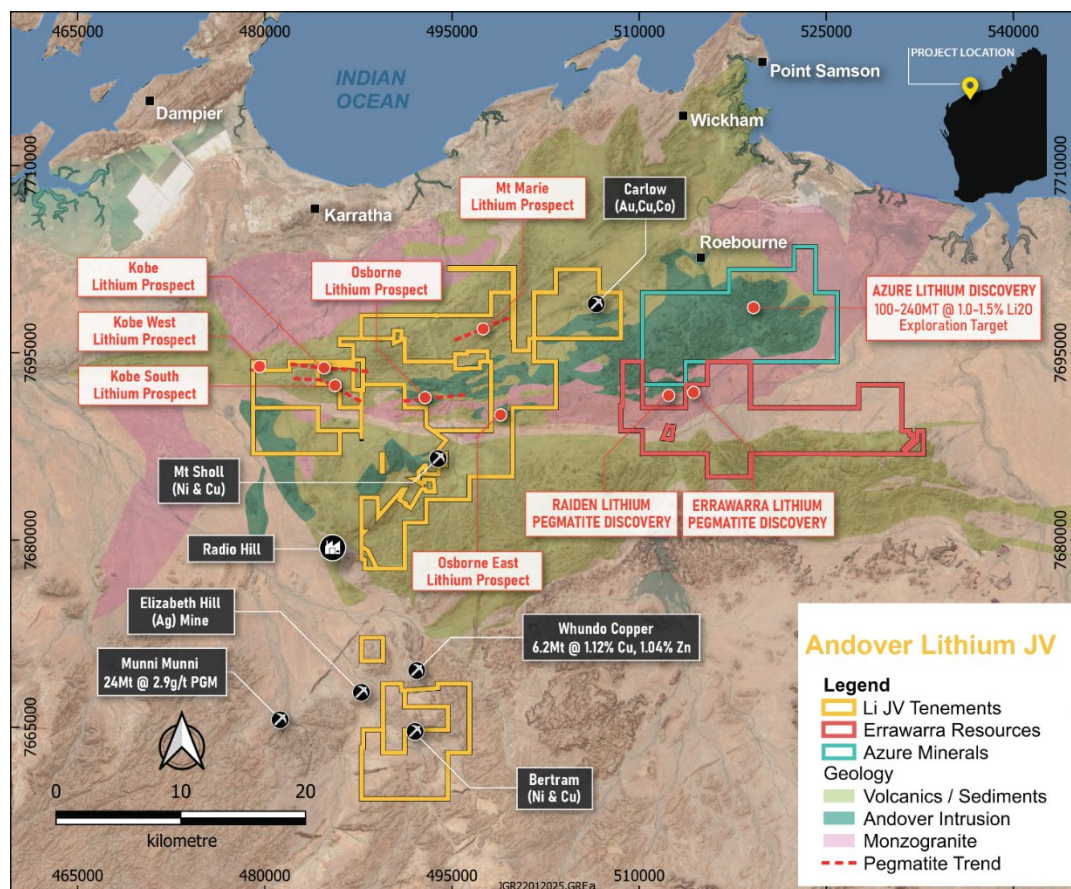 465000
480000
495000
510000
525000
540000
PROJECT LOCATION
INDIAN
OCEAN
Point Samson
Dampier
Wickham
7710000
7710000
Mt Marie
Lithium Prospect
Carlow
(Au,Cu,Co)
Karratha
Roebourne
Kobe
Lithium Prospect
Osborne
Lithium Prospect
AZURE LITHIUM DISCOVERY
100-240MT @ 1.0-1.5% Li2O
Exploration Target
Kobe West
Lithium Prospect
7695000
7695000
Kobe South
Lithium Prospect
Mt Sholl
(Ni & Cu)
RAIDEN LITHIUM
PEGMATITE DISCOVERY
ERRAWARRA LITHIUM
PEGMATITE DISCOVERY
Radio Hill
7680000
7680000
Osborne East
Lithium Prospect
Elizabeth Hill
(Ag) Mine
Whundo Copper
6.2Mt @ 1.12% Cu, 1.04% Zn
Munni Munni
24Mt @ 2.9g/t PGM
7665000
Bertram
(Ni & Cu)
0
10
20
kilometre
Andover Lithium JV
Legend
Li JV Tenements
Errawarra Resources
Azure Minerals
Geology
Volcanics / Sediments
Andover Intrusion
Monzogranite
Pegmatite Trend
465000
480000
495000
510000
525000
540000